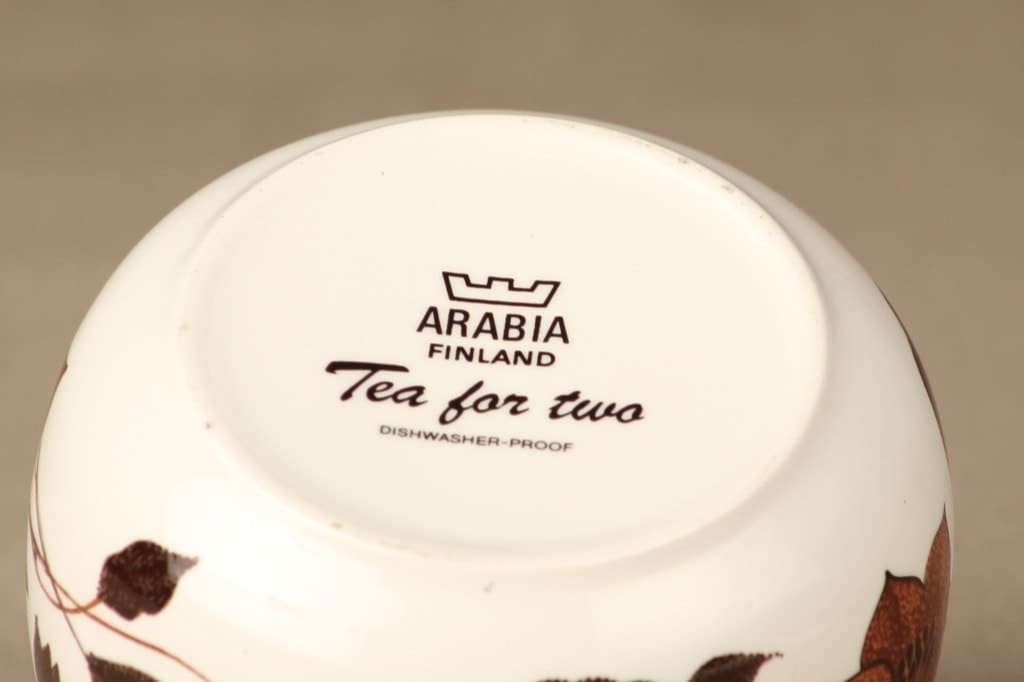 ARABIA
FINLAND
Tea for two
DISHWASHER-PROOF